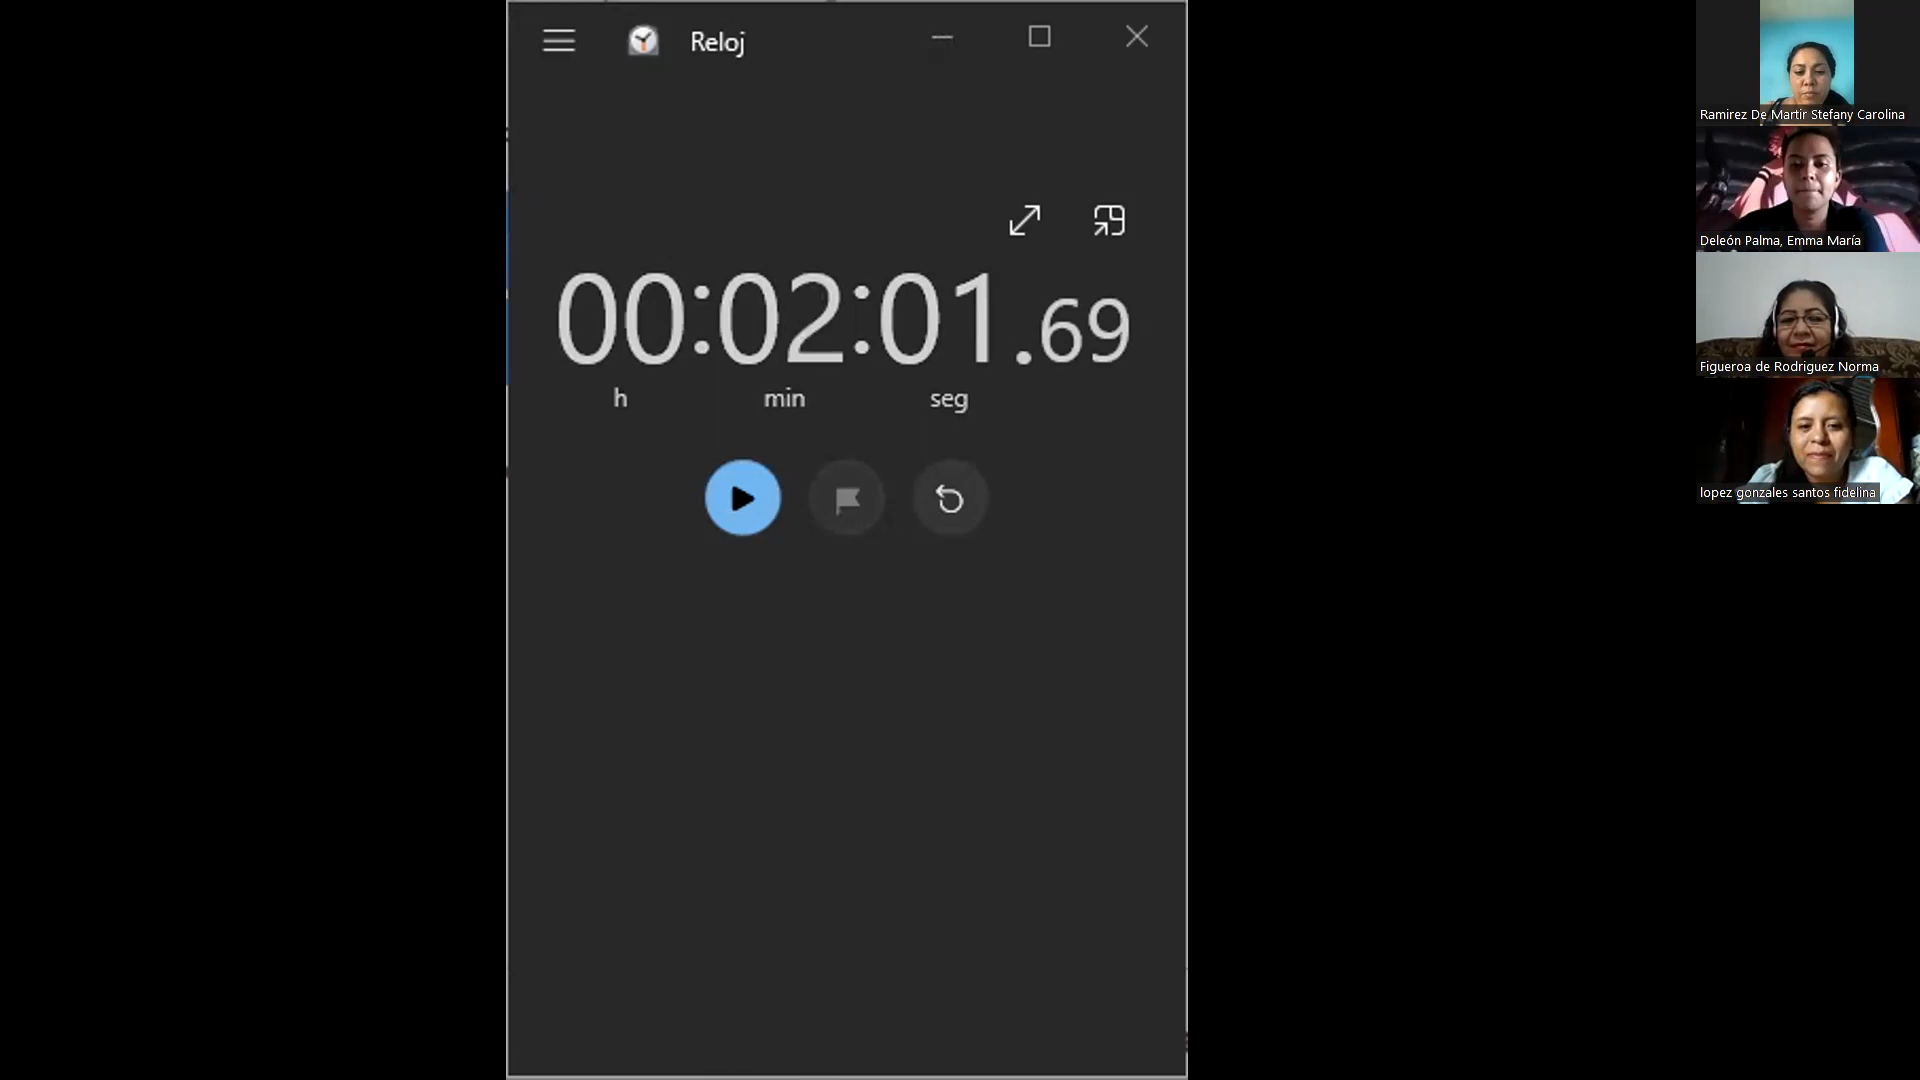 Reloj
00:02:01.69
h min seg
Ramirez De Martir Stefany Carolina
Deleón Palma, Emma María
Figueroa de Rodriguez Norma
lopez gonzales santos fidelina